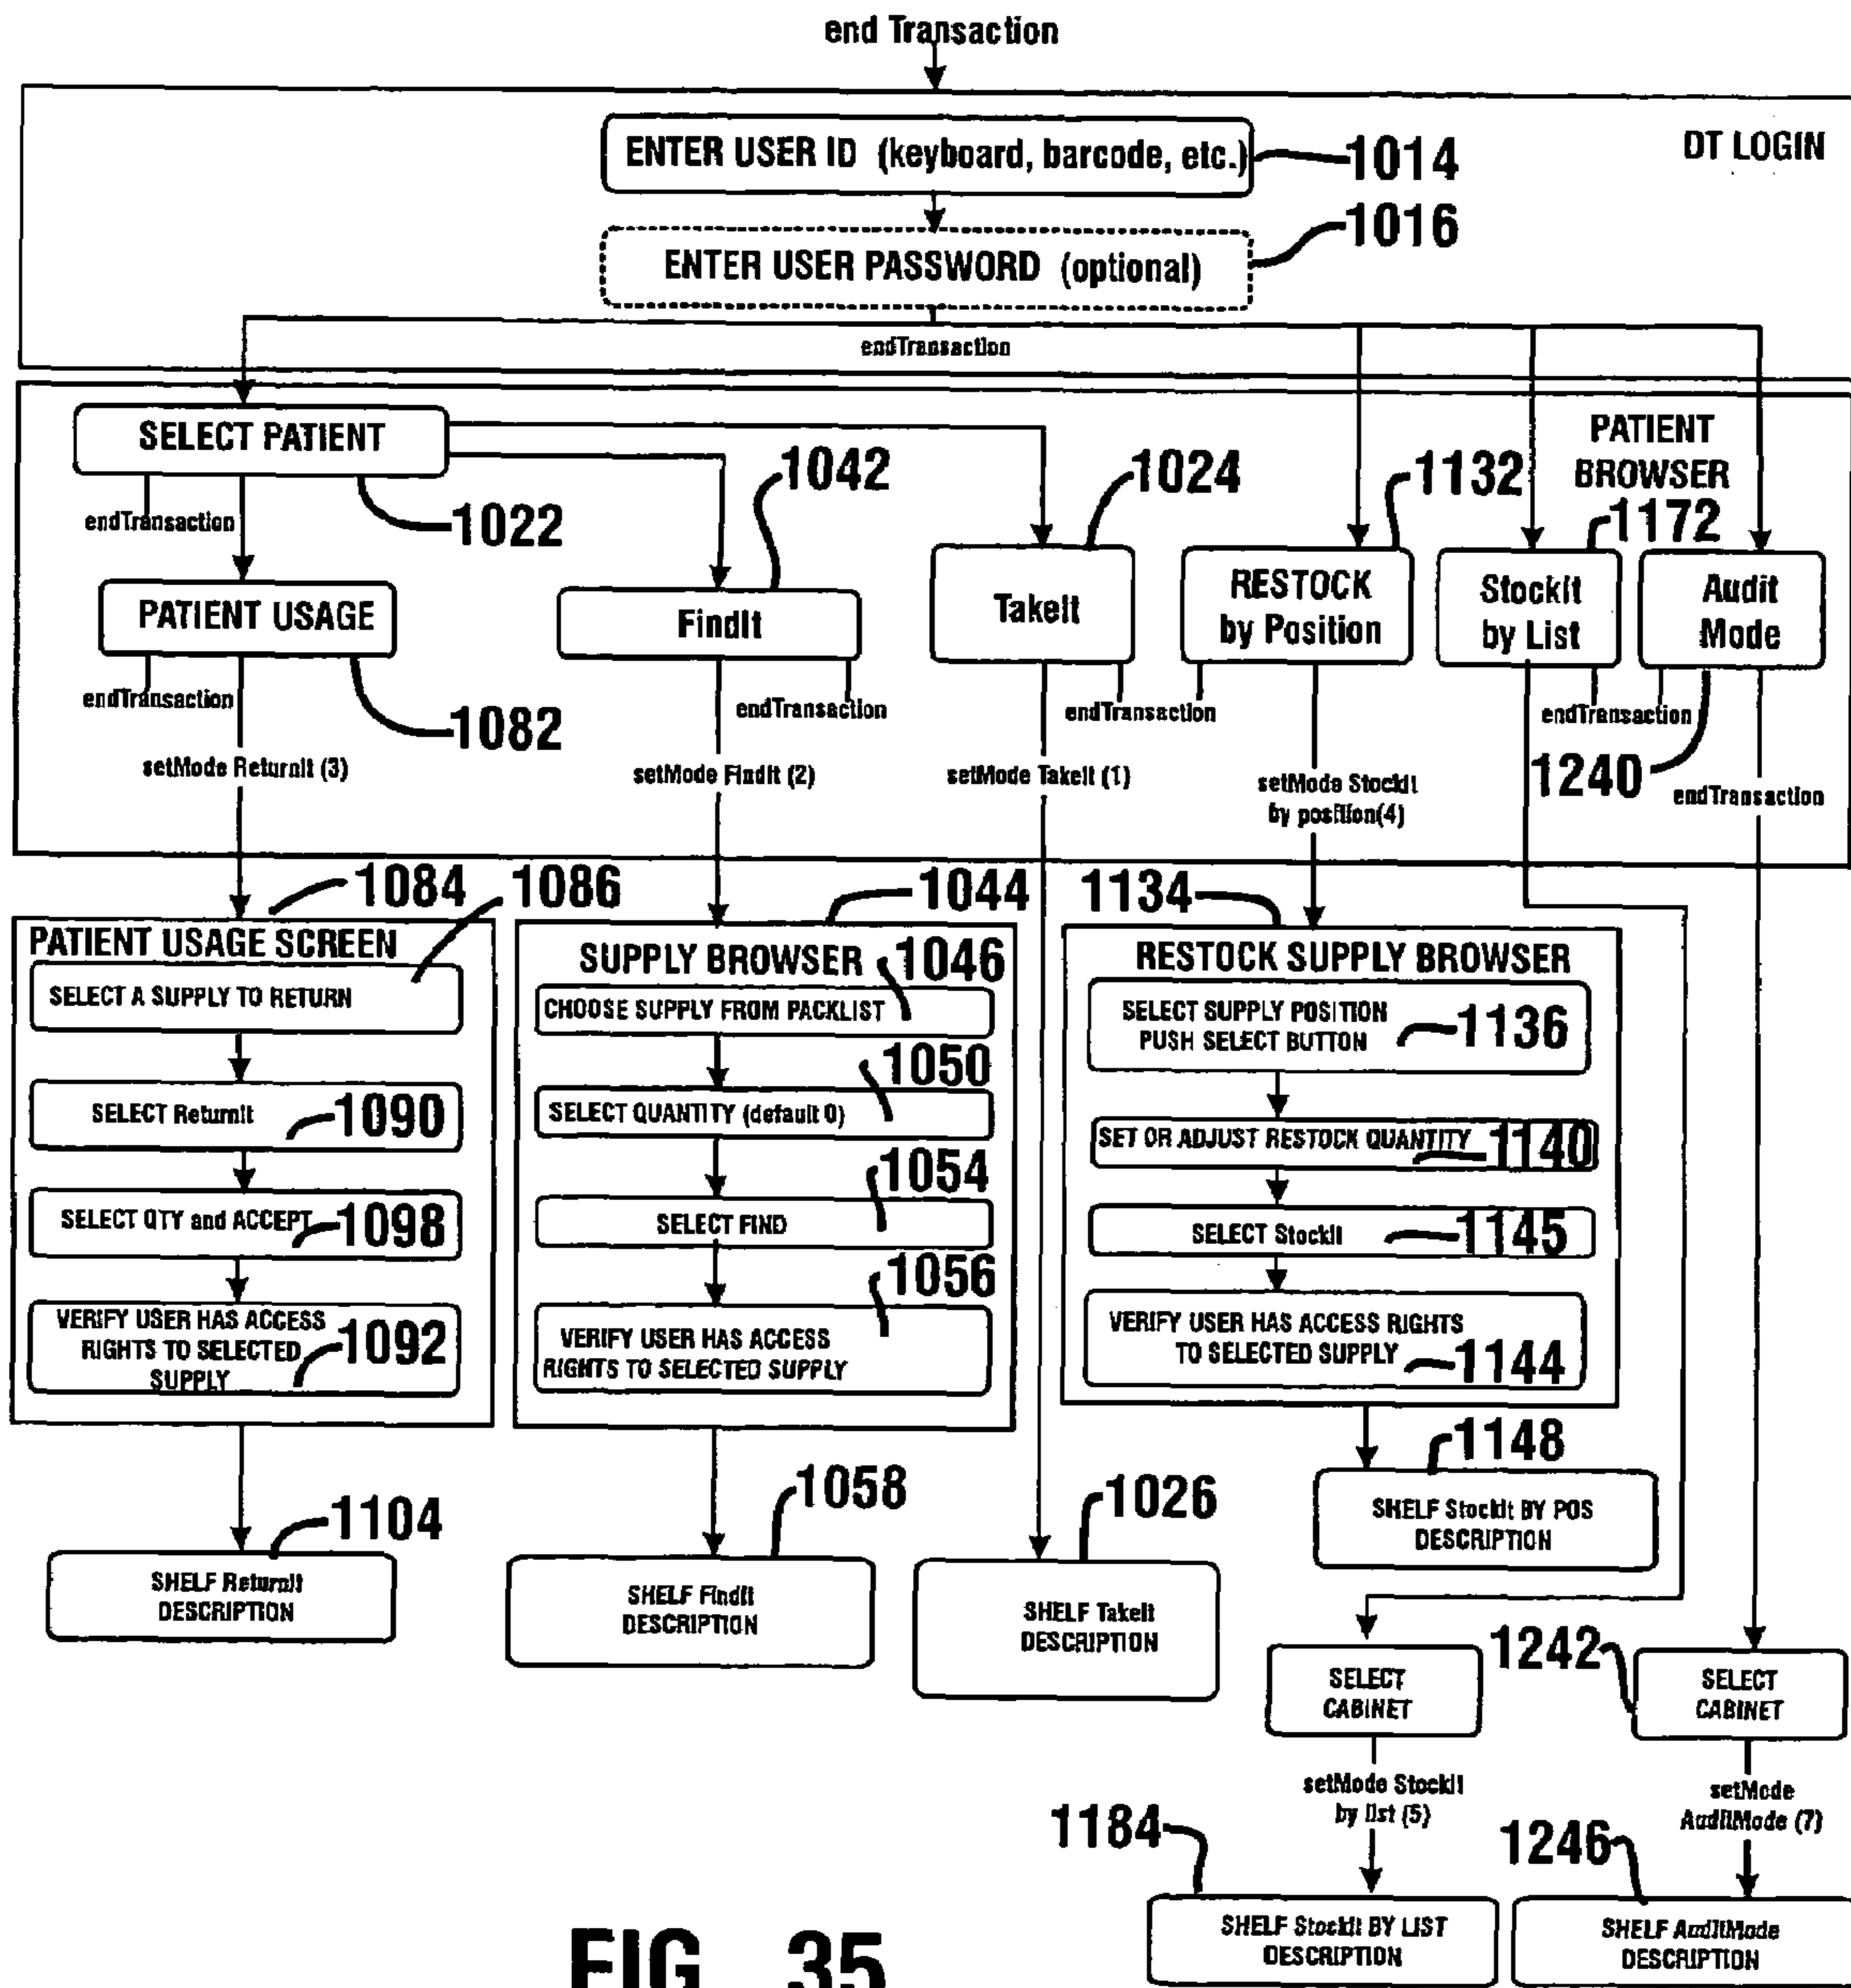 end Transaction
ENTER USER ID (keyboard, barcode, etc.)
1014
DT LOGIN
1016
ENTER USER PASSWORD (optional)
endTransaction
SELECT PATIENT
PATIENT
BROWSER
1042
1024
1132
1172
endTransaction
1022
PATIENT USAGE
FindIt
TakeIt
RESTOCK
by Position
StockIt
by List
Audit
Mode
endTransaction
1082
endTransaction
endTransaction
endTransaction
1240
endTransaction
setMode ReturnIt (3)
setMode FindIt (2)
setMode TakeIt (1)
setMode StockIt
by position(4)
1084
1086
1044
1134
PATIENT USAGE SCREEN
SELECT A SUPPLY TO RETURN
SELECT ReturnIt
1090
SELECT QTY and ACCEPT
1098
VERIFY USER HAS ACCESS
RIGHTS TO SELECTED
SUPPLY
1092
SUPPLY BROWSER
1046
CHOOSE SUPPLY FROM PACKLIST
1050
SELECT QUANTITY (default 0)
1054
SELECT FIND
1056
VERIFY USER HAS ACCESS
RIGHTS TO SELECTED SUPPLY
RESTOCK SUPPLY BROWSER
SELECT SUPPLY POSITION
PUSH SELECT BUTTON
1136
SET OR ADJUST RESTOCK QUANTITY
1140
SELECT StockIt
1145
VERIFY USER HAS ACCESS RIGHTS
TO SELECTED SUPPLY
1144
1148
SHELF StockIt BY POS
DESCRIPTION
1104
SHELF ReturnIt
DESCRIPTION
1058
SHELF FindIt
DESCRIPTION
1026
SHELF TakeIt
DESCRIPTION
SELECT
CABINET
1242
SELECT
CABINET
setMode StockIt
by list (5)
setMode
AuditMode (7)
1184
1246
SHELF StockIt BY LIST
DESCRIPTION
SHELF AuditMode
DESCRIPTION
FIG. 35